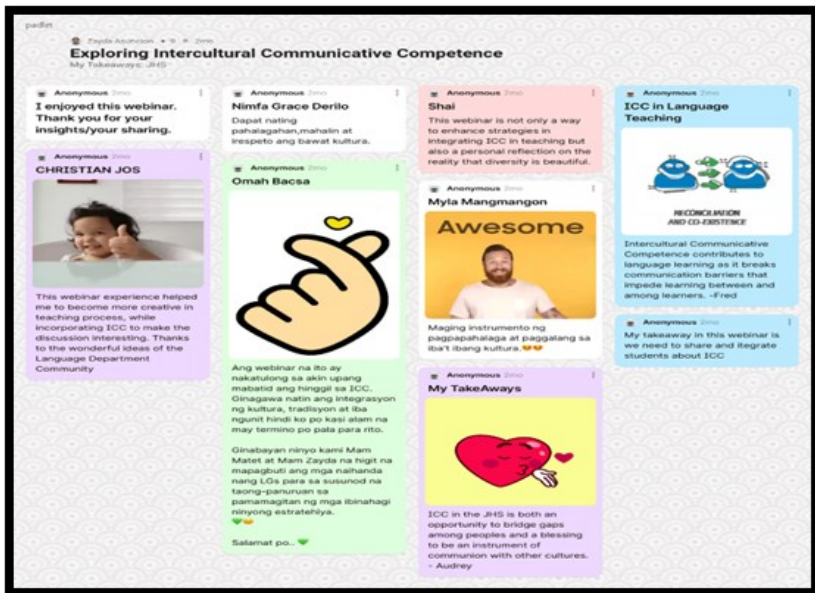 padlet
Zayda Asuncion
2mo
Exploring Intercultural Communicative Competence
My Takeaways: JHS
Anonymous 2mo
I enjoyed this webinar.
Thank you for your
insights/your sharing.
Anonymous 2mo
CHRISTIAN JOS
This webinar experience helped
me to become more creative in
teaching process, while
incorporating ICC to make the
discussion interesting. Thanks
to the wonderful ideas of the
Language Department
Community
Anonymous 2mo
Nimfa Grace Derilo
Dapat nating
pahalagahan,mahalin at
irespeto ang bawat kultura.
Anonymous 2mo
Omah Bacsa
Ang webinar na ito ay
nakatulong sa akin upang
mabatid ang hinggil sa ICC.
Ginagawa natin ang integrasyon
ng kultura, tradisyon at iba
ngunit hindi ko po kasi alam na
may termino po pala para rito.
Ginabayan ninyo kami Mam
Matet at Mam Zayda na higit na
mapagbuti ang mga naihanda
nang LGs para sa susunod na
taong-panuruan sa
pamamagitan ng mga ibinahagi
ninyong estratehiya.
💚😊
Salamat po.. 💚
Anonymous 2mo
Shai
This webinar is not only a way
to enhance strategies in
integrating ICC in teaching but
also a personal reflection on the
reality that diversity is beautiful.
Anonymous 2mo
Myla Mangmangon
Awesome
Maging instrumento ng
pagpapahalaga at paggalang sa
iba't ibang kultura.
Anonymous 2mo
My TakeAways
ICC in the JHS is both an
opportunity to bridge gaps
among peoples and a blessing
to be an instrument of
communion with other cultures.
- Audrey
Anonymous 2mo
ICC in Language
Teaching
RECONCILIATION
AND CO-EXISTENCE
Intercultural Communicative
Competence contributes to
language learning as it breaks
communication barriers that
impede learning between and
among learners. -Fred
Anonymous 2mo
My takeaway in this webinar is
we need to share and itegrate
students about ICC